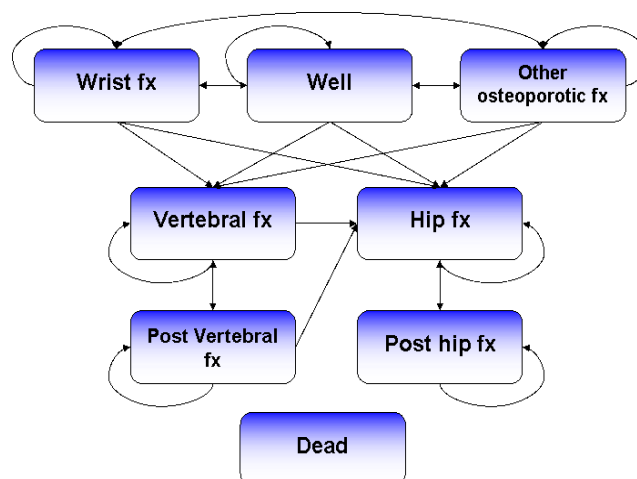 Wrist fx
Well
Other
osteoporotic fx
Vertebral fx
Hip fx
Post Vertebral
fx
Post hip fx
Dead